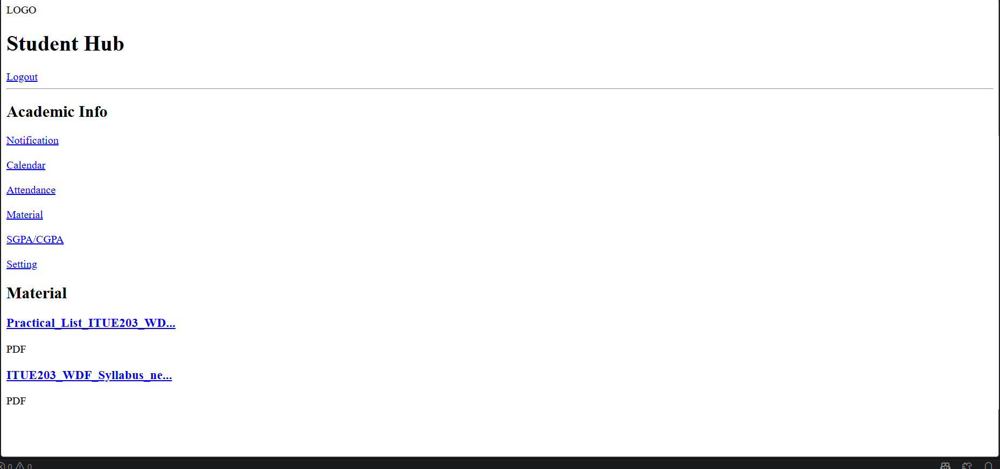 LOGO
Student Hub
Logout
Academic Info
Notification
Calendar
Attendance
Material
SGPA/CGPA
Setting
Material
Practical_List_ITUE203_WD...
PDF
ITUE203_WDF_Syllabus_ne...
PDF
0 0